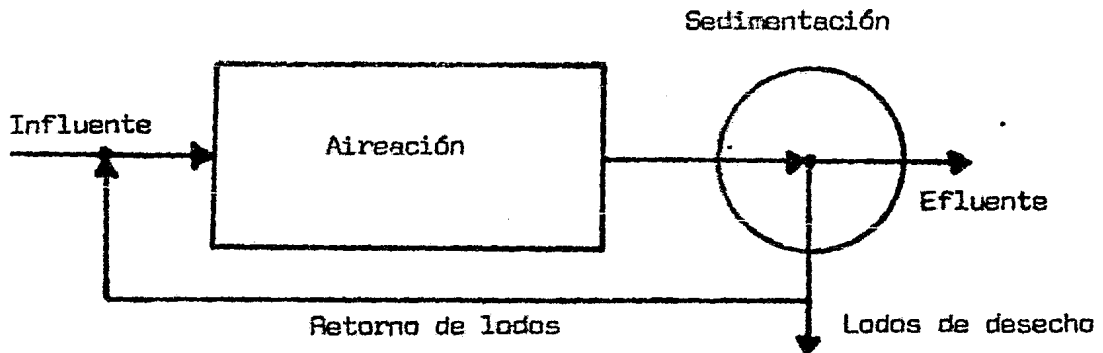 Sedimentación
Influente
Aireación
Efluente
Retorno de lodos
Lodos de desecho